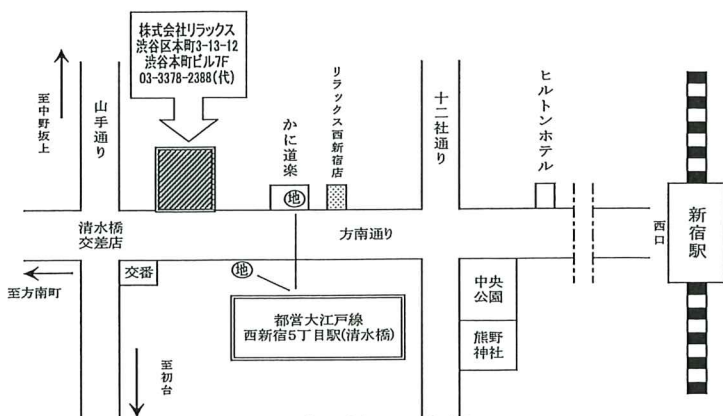 株式会社リラックス
渋谷区本町3-13-12
渋谷本町ビル7F
03-3378-2388(代)
至中野坂上
山手通り
かに道楽
リラックス西新宿店
十二社通り
ヒルトンホテル
地
清水橋
交差店
方南通り
西口
新宿駅
交番
地
至方南町
都営大江戸線
西新宿5丁目駅(清水橋)
中央
公園
熊野
神社
至初台